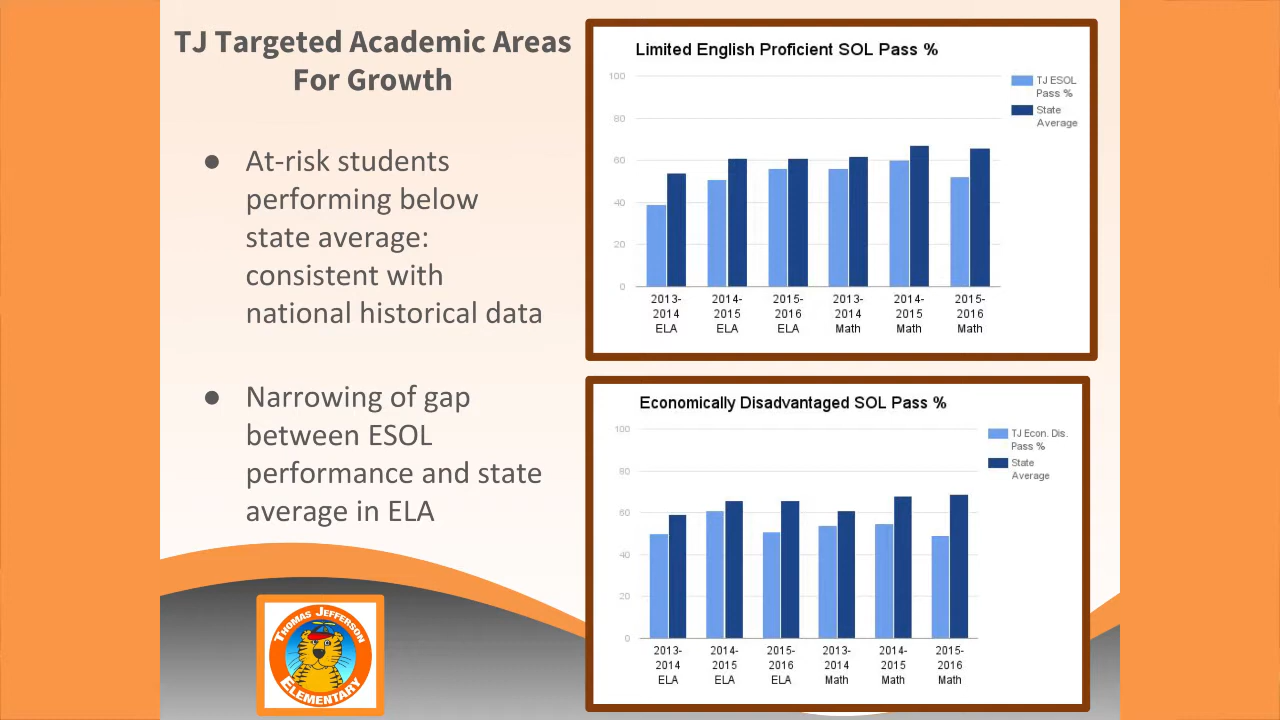 TJ Targeted Academic Areas
For Growth
● At-risk students
performing below
state average:
consistent with
national historical data
● Narrowing of gap
between ESOL
performance and state
average in ELA
THOMAS JEFFERSON
ELEMENTARY
Limited English Proficient SOL Pass %
100
80
60
40
20
0
TJ ESOL
Pass %
State
Average
2013-
2014
ELA
2014-
2015
ELA
2015-
2016
ELA
2013-
2014
Math
2014-
2015
Math
2015-
2016
Math
Economically Disadvantaged SOL Pass %
100
80
60
40
20
0
TJ Econ. Dis.
Pass %
State
Average
2013-
2014
ELA
2014-
2015
ELA
2015-
2016
ELA
2013-
2014
Math
2014-
2015
Math
2015-
2016
Math